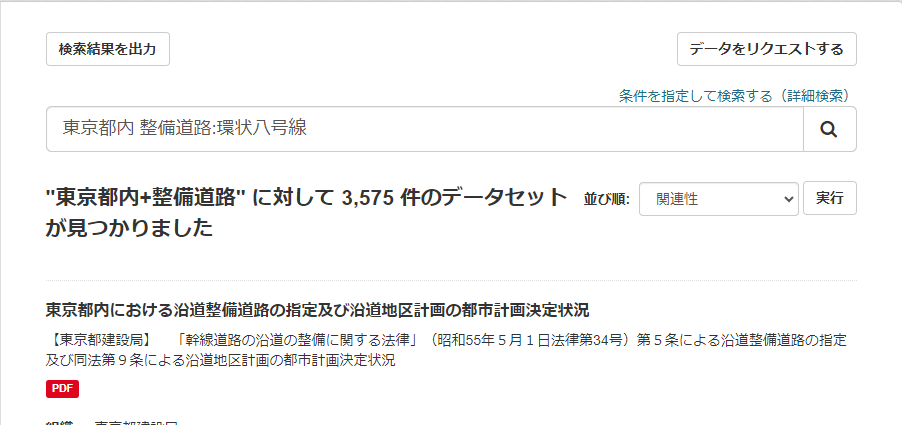 検索結果を出力
データをリクエストする
条件を指定して検索する（詳細検索）
東京都内 整備道路:環状八号線
"東京都内+整備道路" に対して 3,575 件のデータセット
が見つかりました
並び順:
関連性
実行
東京都内における沿道整備道路の指定及び沿道地区計画の都市計画決定状況
【東京都建設局】　「幹線道路の沿道の整備に関する法律」（昭和55年５月１日法律第34号）第５条による沿道整備道路の指定
及び同法第９条による沿道地区計画の都市計画決定状況
PDF